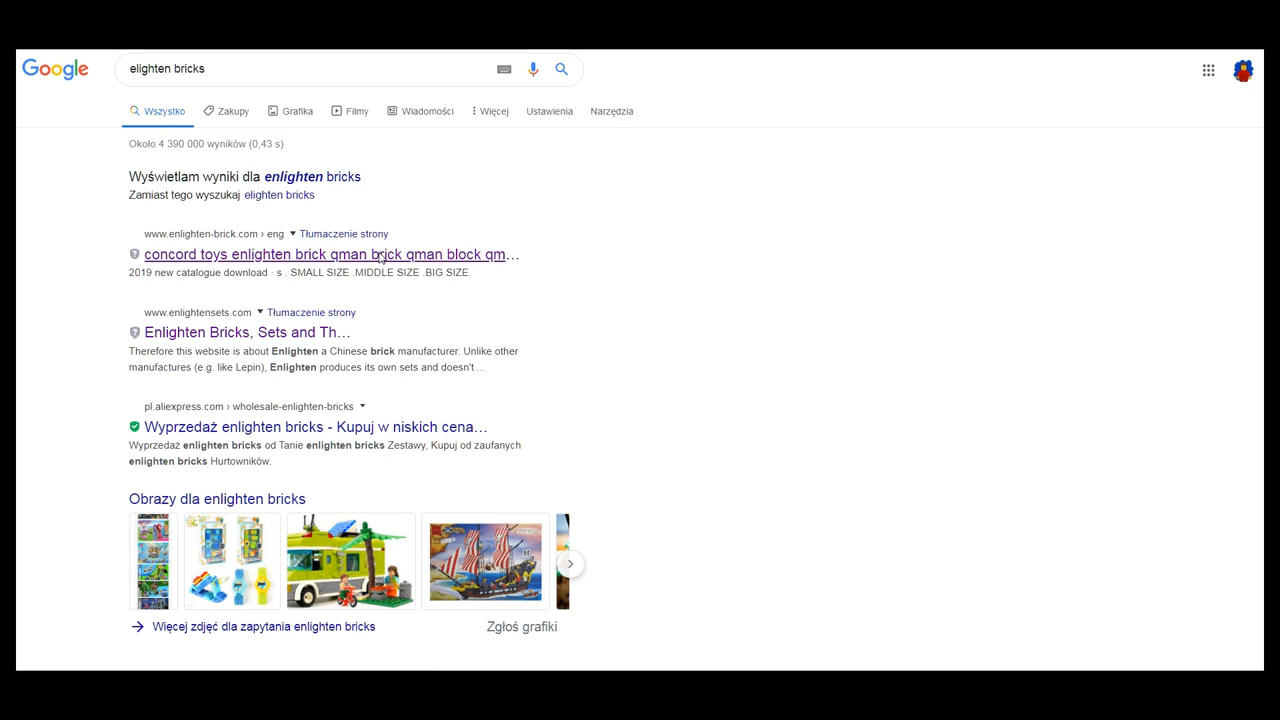 Google
elighten bricks
Wszystko Zakupy Grafika Filmy Wiadomości Więcej Ustawienia Narzędzia
Około 4 390 000 wyników (0,43 s)
Wyświetlam wyniki dla enlighten bricks
Zamiast tego wyszukaj elighten bricks
www.enlighten-brick.com › eng Tłumaczenie strony
concord toys enlighten brick qman brick qman block qm...
2019 new catalogue download · s . SMALL SIZE .MIDDLE SIZE .BIG SIZE.
www.enlightensets.com Tłumaczenie strony
Enlighten Bricks, Sets and Th...
Therefore this website is about Enlighten a Chinese brick manufacturer. Unlike other
manufactures (e.g. like Lepin), Enlighten produces its own sets and doesn't ...
pl.aliexpress.com › wholesale-enlighten-bricks
Wyprzedaż enlighten bricks - Kupuj w niskich cena...
Wyprzedaż enlighten bricks od Tanie enlighten bricks Zestawy, Kupuj od zaufanych
enlighten bricks Hurtowników.
Obrazy dla enlighten bricks
Więcej zdjęć dla zapytania enlighten bricks Zgłoś grafiki